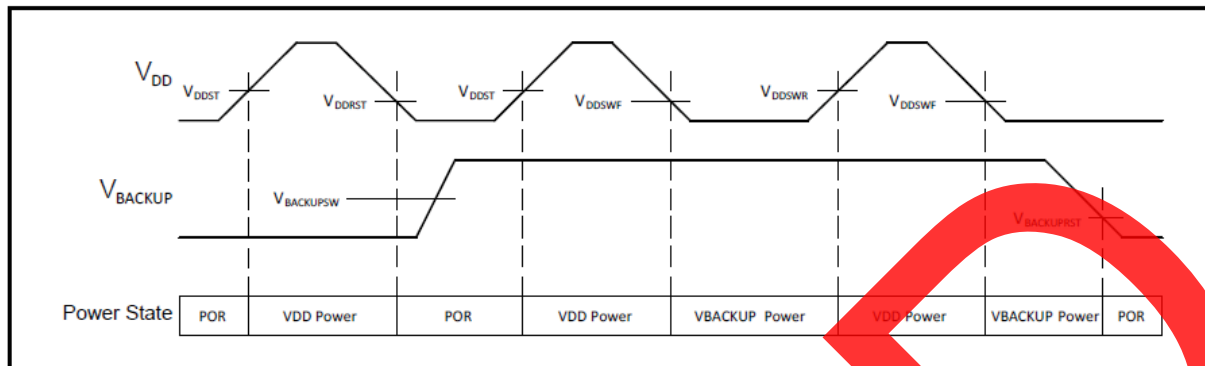 VDD
VDDST
VDDRST
VDDST
VDDSWF
VDDSWR
VDDSWF
VBACKUP
VBACKUPSW
VBACKUPRST
Power State
POR
VDD Power
POR
VDD Power
VBACKUP Power
VDD Power
VBACKUP Power
POR